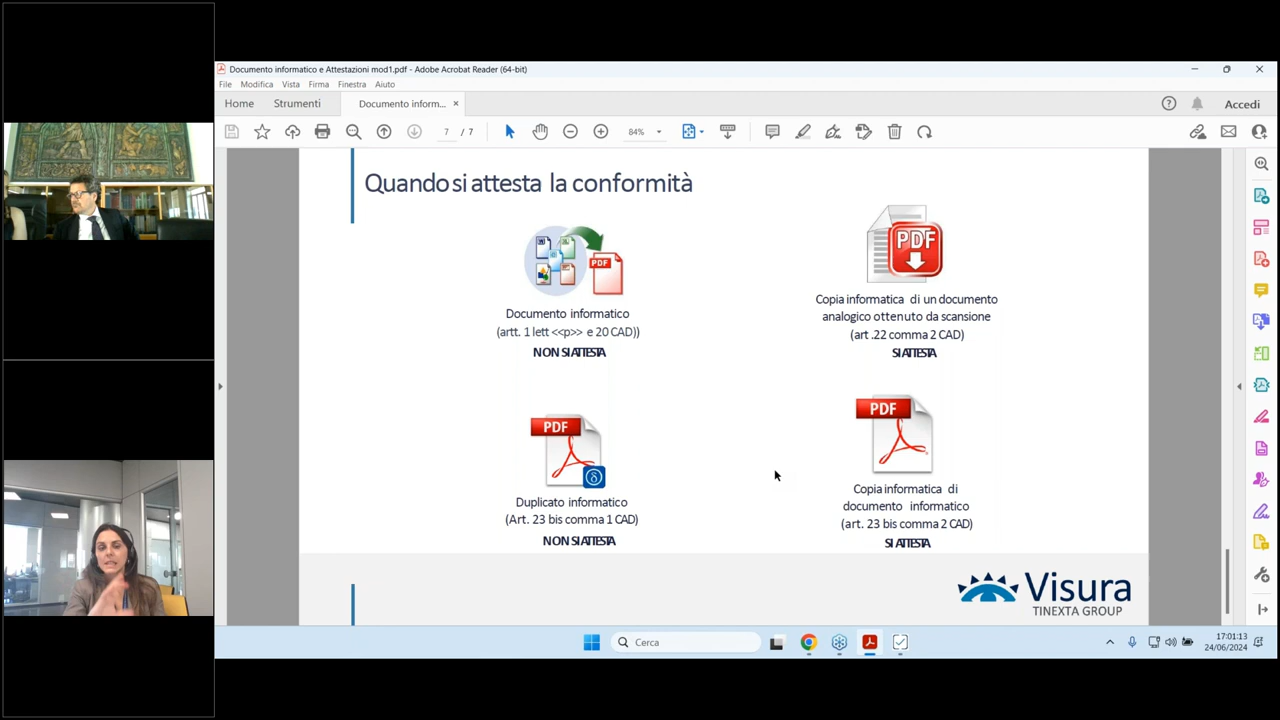 Documento informatico e Attestazioni mod1.pdf - Adobe Acrobat Reader (64-bit)
File Modifica Vista Firma Finestra Aiuto
Home Strumenti Documento inform... × Accedi
7 / 7 84%
Quando si attesta la conformità
PDF
Documento informatico
(artt. 1 lett <<p>> e 20 CAD))
NON SI ATTESTA
PDF
Copia informatica di un documento
analogico ottenuto da scansione
(art .22 comma 2 CAD)
SI ATTESTA
PDF
Duplicato informatico
(Art. 23 bis comma 1 CAD)
NON SI ATTESTA
PDF
Copia informatica di
documento informatico
(art. 23 bis comma 2 CAD)
SI ATTESTA
Visura
TINEXTA GROUP
Cerca
17:01:13
24/06/2024